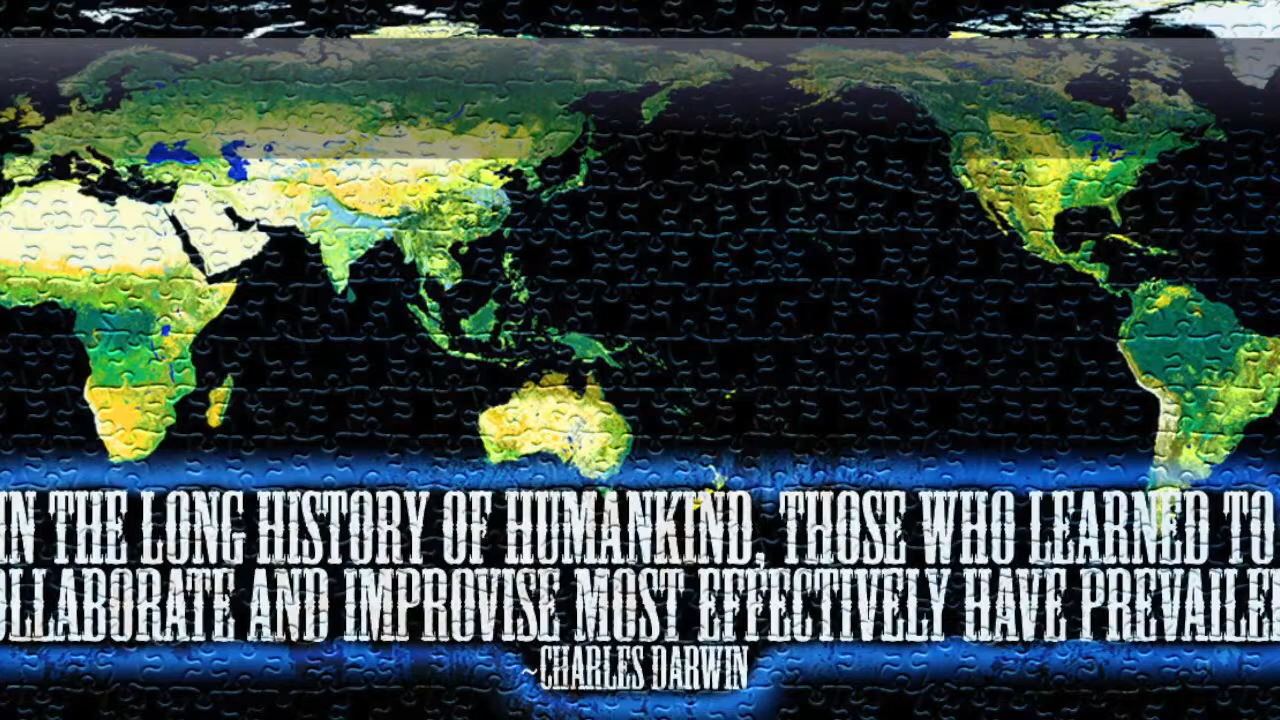 IN THE LONG HISTORY OF HUMANKIND, THOSE WHO LEARNED TO
OLLABORATE AND IMPROVISE MOST EFFECTIVELY HAVE PREVAILE
~CHARLES DARWIN